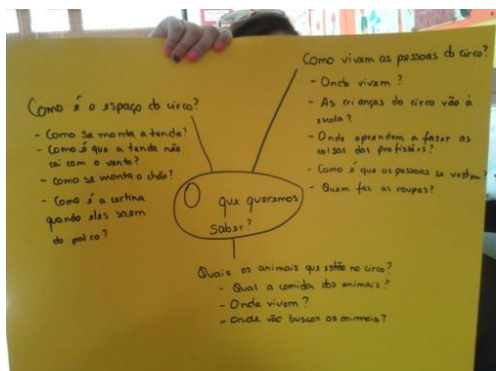 Como é o espaço do circo?
- Como se monta a tenda?
- Como é que a tenda não
cai com o vento?
- como se monta o chão?
- Como é a cortina
quando eles saem
do palco?
Como vivam as pessoas do circo?
- Onde vivem?
- As crianças do circo vão à
escola?
- Onde aprendem a fazer as
coisas das profissões?
- Como é que as pessoas se vestem?
- Quem faz as roupas?
O que queremos
saber?
Quais os animais que estão no circo?
- Qual a comida dos animais?
- Onde vivem?
- Onde vão buscar os animais?